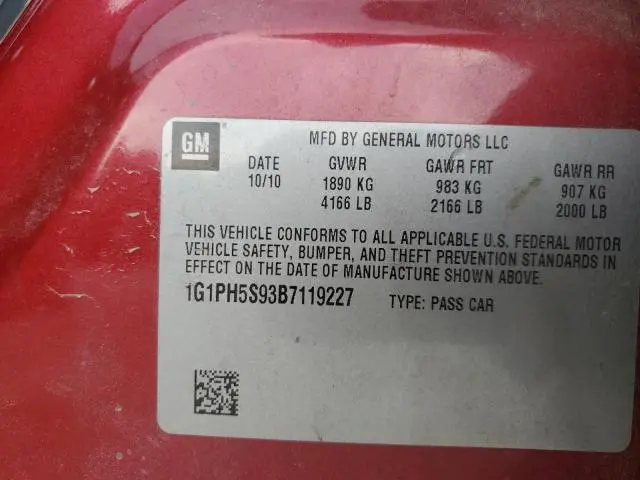 GM
MFD BY GENERAL MOTORS LLC
DATE GVWR GAWR FRT GAWR RR
10/10 1890 KG 983 KG 907 KG
4166 LB 2166 LB 2000 LB
THIS VEHICLE CONFORMS TO ALL APPLICABLE U.S. FEDERAL MOTOR
VEHICLE SAFETY, BUMPER, AND THEFT PREVENTION STANDARDS IN
EFFECT ON THE DATE OF MANUFACTURE SHOWN ABOVE.
1G1PH5S93B7119227 TYPE: PASS CAR